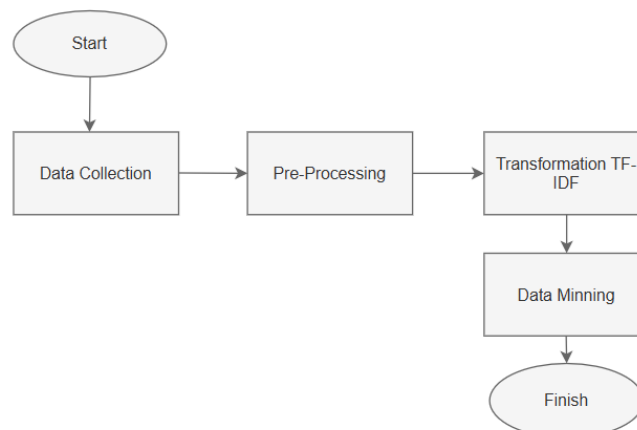 Start
Data Collection
Pre-Processing
Transformation TF-
IDF
Data Minning
Finish